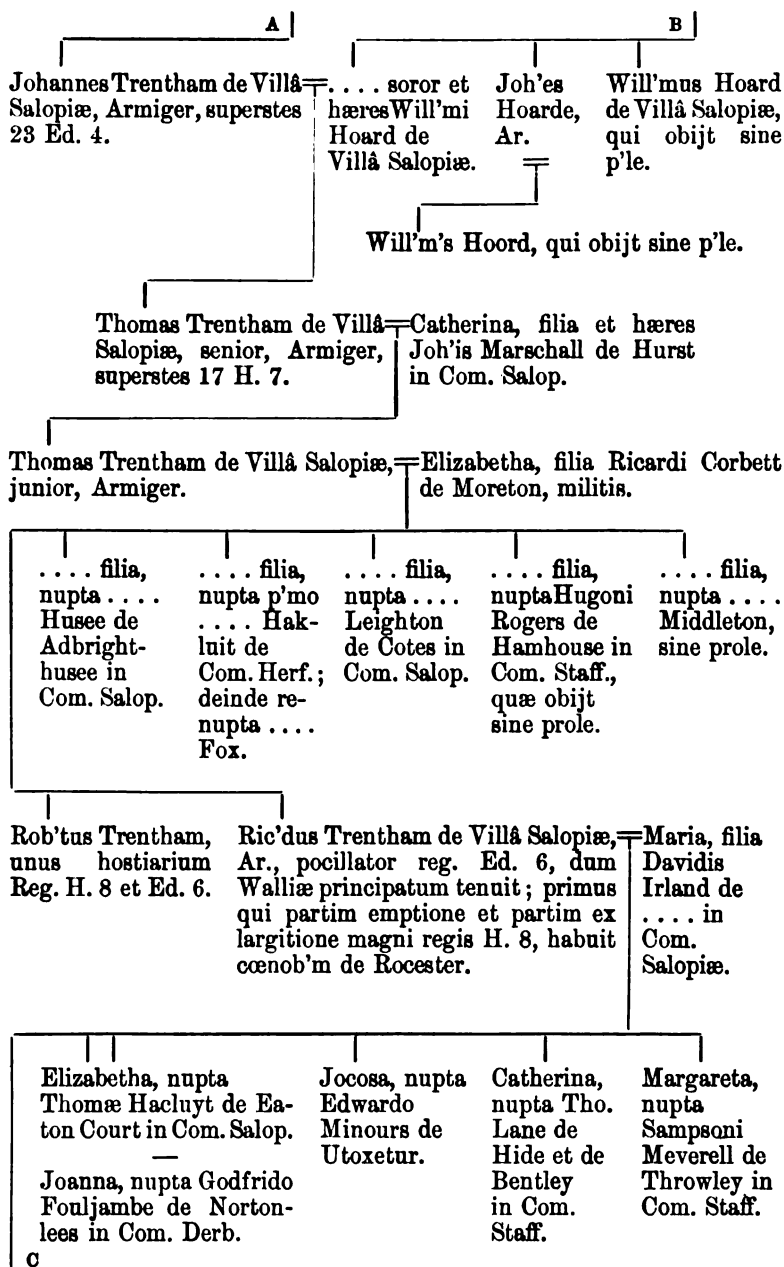 A
B
Johannes Trentham de Villâ
Salopiæ, Armiger, superstes
23 Ed. 4.
. . . . soror et
hæres Will'mi
Hoard de
Villâ Salopiæ.
Joh'es
Hoarde,
Ar.
Will'mus Hoard
de Villâ Salopiæ,
qui obijt sine
p'le.
Will'm's Hoord, qui obijt sine p'le.
Thomas Trentham de Villâ
Salopiæ, senior, Armiger,
superstes 17 H. 7.
Catherina, filia et hæres
Joh'is Marschall de Hurst
in Com. Salop.
Thomas Trentham de Villâ Salopiæ,
junior, Armiger.
Elizabetha, filia Ricardi Corbett
de Moreton, militis.
. . . . filia,
nupta . . . .
Husee de
Adbright-
husee in
Com. Salop.
. . . . filia,
nupta p'mo
. . . . Hak-
luit de
Com. Herf. ;
deinde re-
nupta . . . .
Fox.
. . . . filia,
nupta . . . .
Leighton
de Cotes in
Com. Salop.
. . . . filia,
nupta Hugoni
Rogers de
Hamhouse in
Com. Staff.,
quæ obijt
sine prole.
. . . . filia,
nupta . . . .
Middleton,
sine prole.
Rob'tus Trentham,
unus hostiarium
Reg. H. 8 et Ed. 6.
Ric'dus Trentham de Villâ Salopiæ,
Ar., pocillator reg. Ed. 6, dum
Walliæ principatum tenuit ; primus
qui partim emptione et partim ex
largitione magni regis H. 8, habuit
cœnob'm de Rocester.
Maria, filia
Davidis
Irland de
. . . . in
Com.
Salopiæ.
Elizabetha, nupta
Thomæ Hacluyt de Ea-
ton Court in Com. Salop.
—
Joanna, nupta Godfrido
Fouljambe de Norton-
lees in Com. Derb.
Jocosa, nupta
Edwardo
Minours de
Utoxetur.
Catherina,
nupta Tho.
Lane de
Hide et de
Bentley
in Com.
Staff.
Margareta,
nupta
Sampsoni
Meverell de
Throwley in
Com. Staff.
C